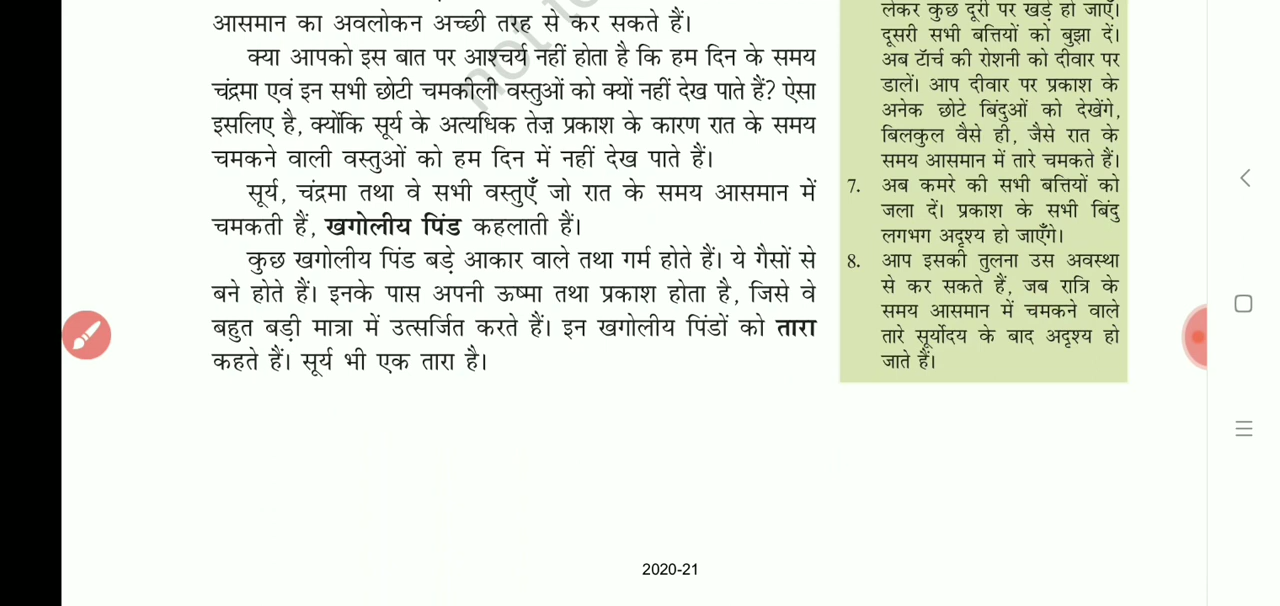 आसमान का अवलोकन अच्छी तरह से कर सकते हैं।
क्या आपको इस बात पर आश्चर्य नहीं होता है कि हम दिन के समय
चंद्रमा एवं इन सभी छोटी चमकीली वस्तुओं को क्यों नहीं देख पाते हैं? ऐसा
इसलिए है, क्योंकि सूर्य के अत्यधिक तेज़ प्रकाश के कारण रात के समय
चमकने वाली वस्तुओं को हम दिन में नहीं देख पाते हैं।
सूर्य, चंद्रमा तथा वे सभी वस्तुएँ जो रात के समय आसमान में
चमकती हैं, खगोलीय पिंड कहलाती हैं।
कुछ खगोलीय पिंड बड़े आकार वाले तथा गर्म होते हैं। ये गैसों से
बने होते हैं। इनके पास अपनी ऊष्मा तथा प्रकाश होता है, जिसे वे
बहुत बड़ी मात्रा में उत्सर्जित करते हैं। इन खगोलीय पिंडों को तारा
कहते हैं। सूर्य भी एक तारा है।
लेकर कुछ दूरी पर खड़े हो जाएँ।
दूसरी सभी बत्तियों को बुझा दें।
अब टॉर्च की रोशनी को दीवार पर
डालें। आप दीवार पर प्रकाश के
अनेक छोटे बिंदुओं को देखेंगे,
बिलकुल वैसे ही, जैसे रात के
समय आसमान में तारे चमकते हैं।
7. अब कमरे की सभी बत्तियों को
जला दें। प्रकाश के सभी बिंदु
लगभग अदृश्य हो जाएँगे।
8. आप इसकी तुलना उस अवस्था
से कर सकते हैं, जब रात्रि के
समय आसमान में चमकने वाले
तारे सूर्योदय के बाद अदृश्य हो
जाते हैं।
not
2020-21